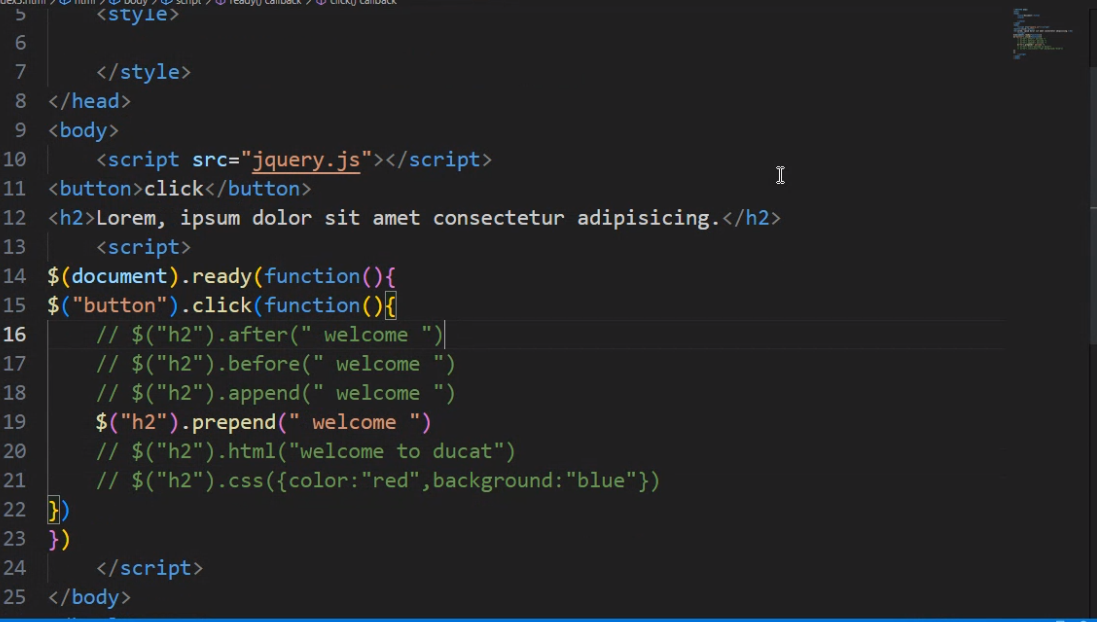 html body script ready() callback click() callback
5 <style>
6
7 </style>
8 </head>
9 <body>
10 <script src="jquery.js"></script>
11 <button>click</button>
12 <h2>Lorem, ipsum dolor sit amet consectetur adipisicing.</h2>
13 <script>
14 $(document).ready(function(){
15 $("button").click(function(){
16 // $("h2").after(" welcome ")
17 // $("h2").before(" welcome ")
18 // $("h2").append(" welcome ")
19 $("h2").prepend(" welcome ")
20 // $("h2").html("welcome to ducat")
21 // $("h2").css({color:"red",background:"blue"})
22 })
23 })
24 </script>
25 </body>